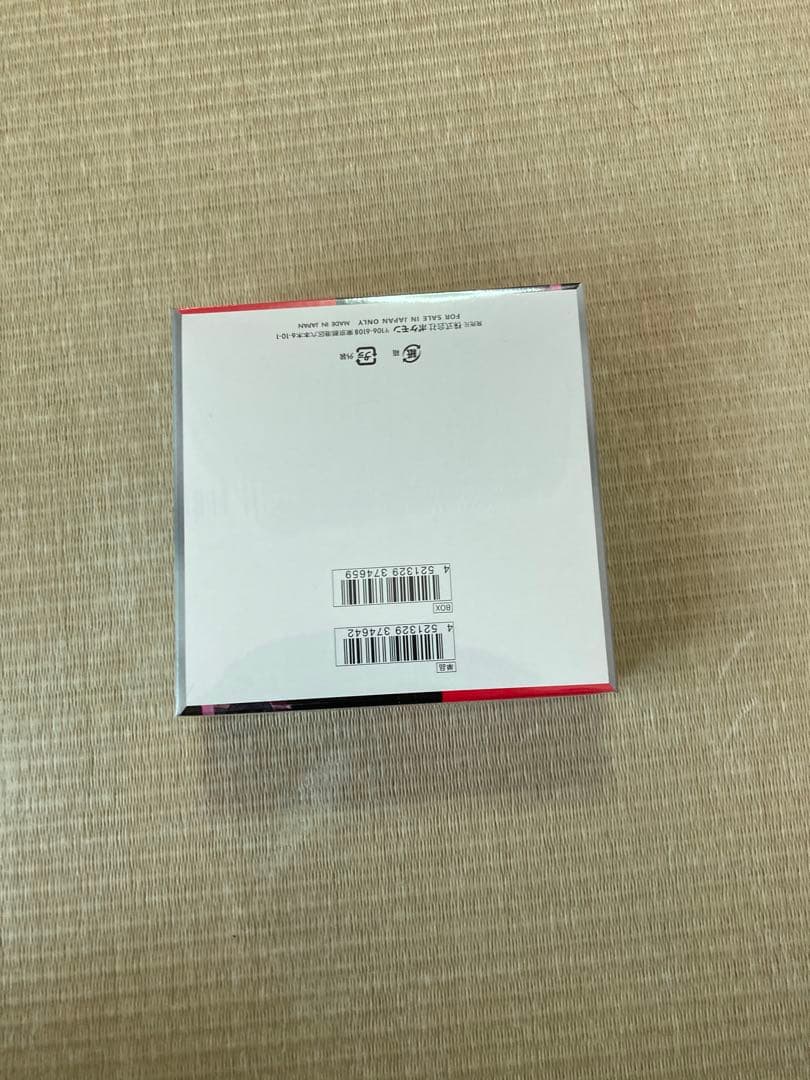 単品
4 521329 374642
BOX
4 521329 374659
紙 箱
プラ 外装
発売元 株式会社ポケモン 〒106-6108 東京都港区六本木6-10-1
FOR SALE IN JAPAN ONLY MADE IN JAPAN